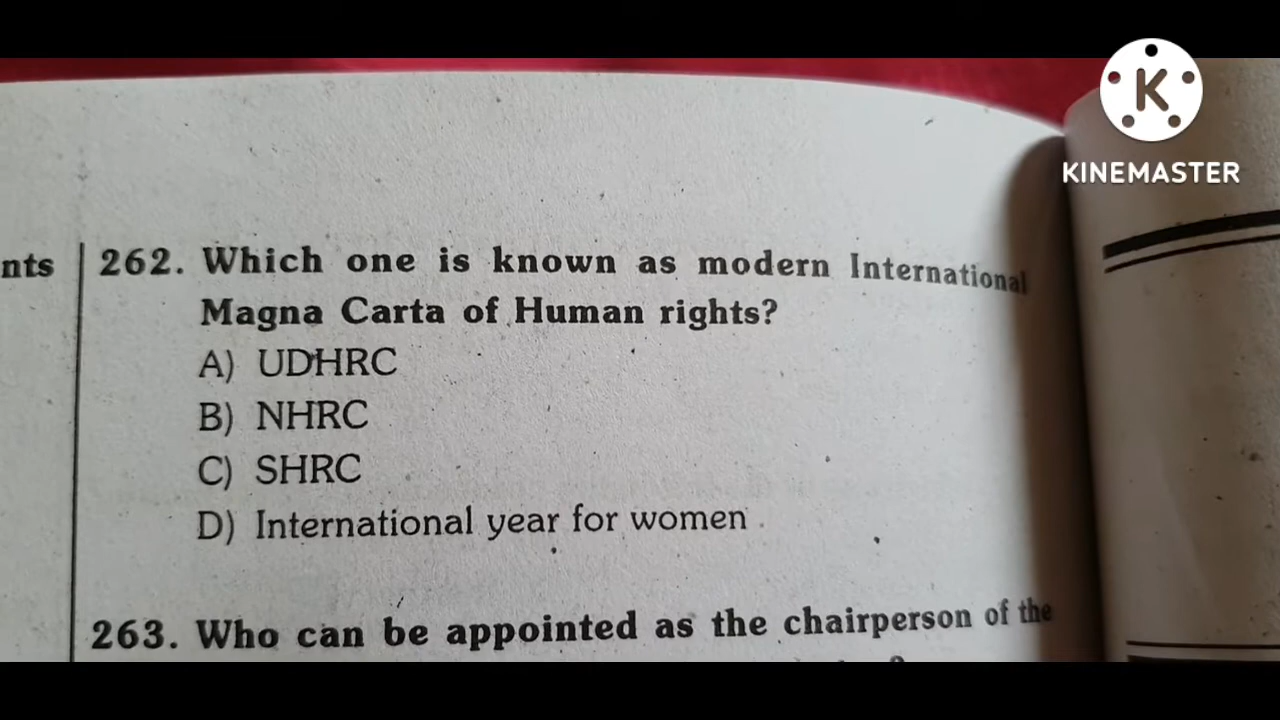 K
KINEMASTER
nts
262. Which one is known as modern International
Magna Carta of Human rights?
A) UDHRC
B) NHRC
C) SHRC
D) International year for women
263. Who can be appointed as the chairperson of the